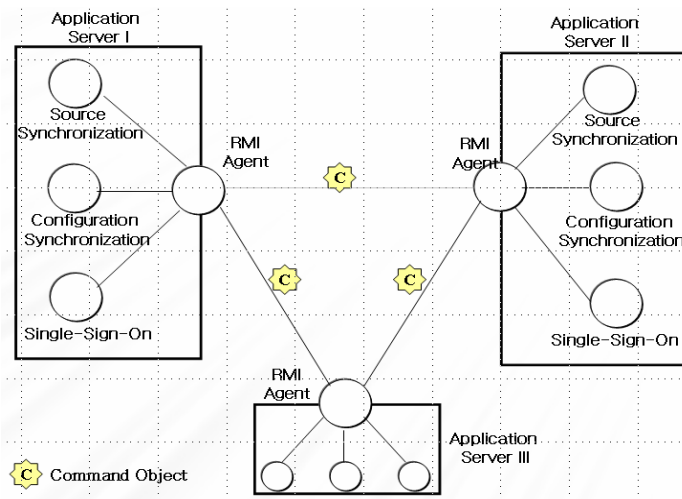 Application
Server I
Source
Synchronization
Configuration
Synchronization
Single-Sign-On
RMI
Agent
C
RMI
Agent
Application
Server II
Source
Synchronization
Configuration
Synchronization
Single-Sign-On
C
C
RMI
Agent
Application
Server III
C Command Object